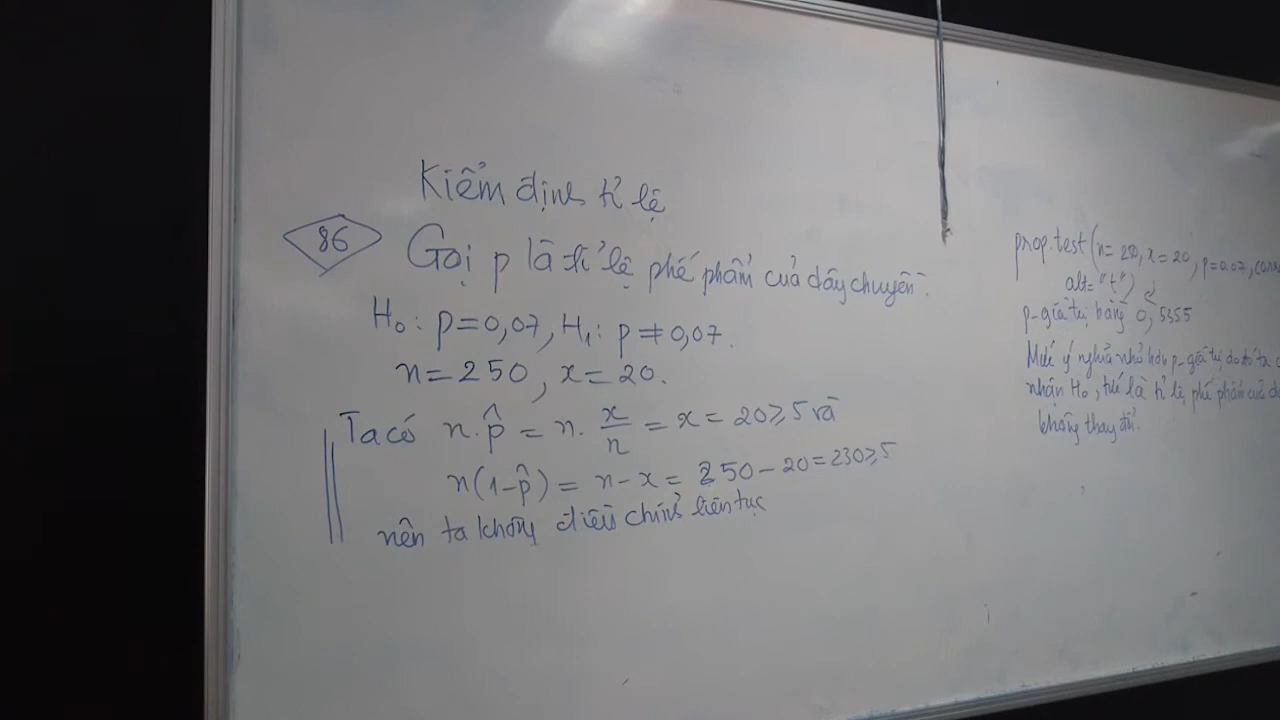 Kiểm định tỉ lệ
86
Gọi p là tỉ lệ phế phẩm của dây chuyền.
H₀: p=0,07, H₁: p≠0,07.
n=250, x=20.
Ta có n.p̂ = n. x/n = x = 20≥5 và
n(1-p̂) = n-x = 250-20=230≥5
nên ta không điều chỉnh liên tục
prop.test(n=250, x=20, p=0.07,
alt="t")
p-giá trị bằng 0,5355
Mức ý nghĩa nhỏ hơn p-giá trị do đó ta
nhận H₀, tức là tỉ lệ phế phẩm của
không thay đổi.